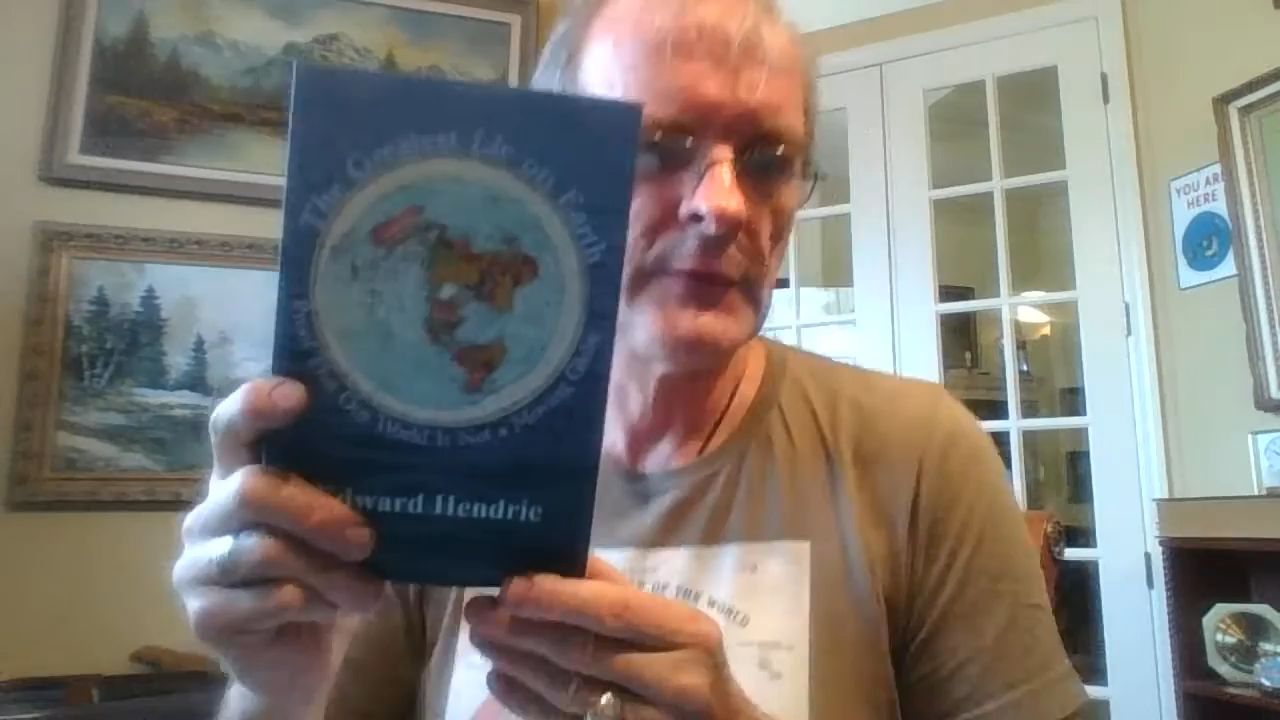 The Greatest Lie on Earth
Proof That Our World Is Not a Moving Globe
Edward Hendrie
OF THE WORLD
YOU ARE
HERE